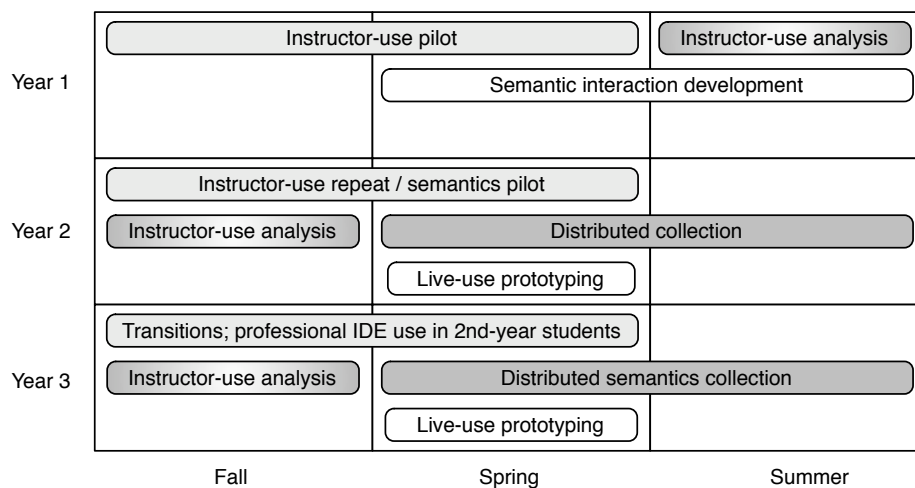 Instructor-use pilot
Instructor-use analysis
Year 1
Semantic interaction development
Instructor-use repeat / semantics pilot
Year 2
Instructor-use analysis
Distributed collection
Live-use prototyping
Transitions; professional IDE use in 2nd-year students
Year 3
Instructor-use analysis
Distributed semantics collection
Live-use prototyping
Fall
Spring
Summer